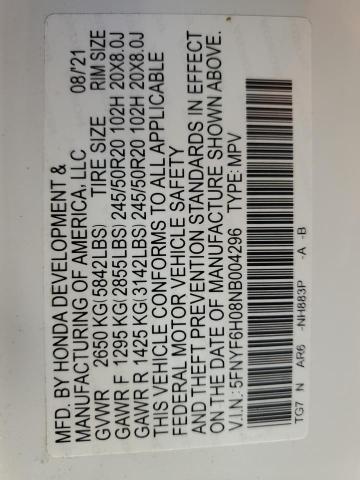 MFD. BY HONDA DEVELOPMENT &
MANUFACTURING OF AMERICA, LLC 08/'21
GVWR 2650 KG(5842LBS) TIRE SIZE RIM SIZE
GAWR F 1295 KG(2855LBS) 245/50R20 102H 20X8.0J
GAWR R 1425 KG(3142LBS) 245/50R20 102H 20X8.0J
THIS VEHICLE CONFORMS TO ALL APPLICABLE
FEDERAL MOTOR VEHICLE SAFETY
AND THEFT PREVENTION STANDARDS IN EFFECT
ON THE DATE OF MANUFACTURE SHOWN ABOVE.
V.I.N.: 5FNYF6H08NB004296 TYPE: MPV
TG7 N AR6 -NH883P -A -B